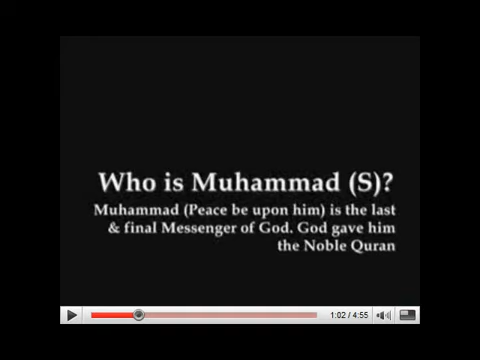 Who is Muhammad (S)?
Muhammad (Peace be upon him) is the last
& final Messenger of God. God gave him
the Noble Quran
1:02 / 4:55